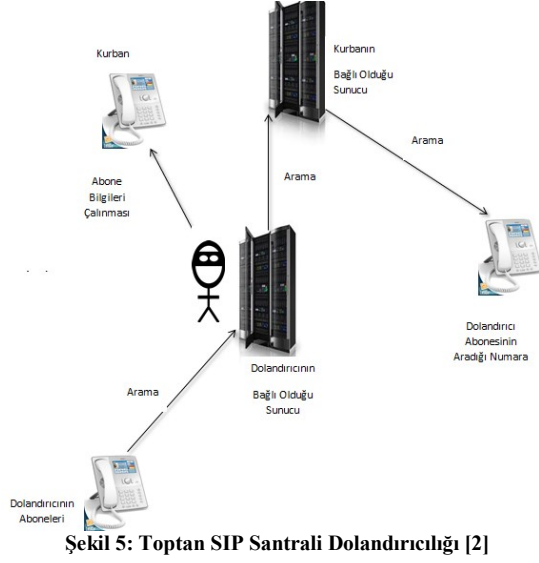 Kurban
Kurbanın
Bağlı Olduğu
Sunucu
Arama
Abone
Bilgileri
Çalınması
Arama
Dolandırıcı
Abonesinin
Aradığı Numara
Dolandırıcının
Bağlı Olduğu
Sunucu
Arama
Dolandırıcının
Aboneleri
Şekil 5: Toptan SIP Santrali Dolandırıcılığı [2]